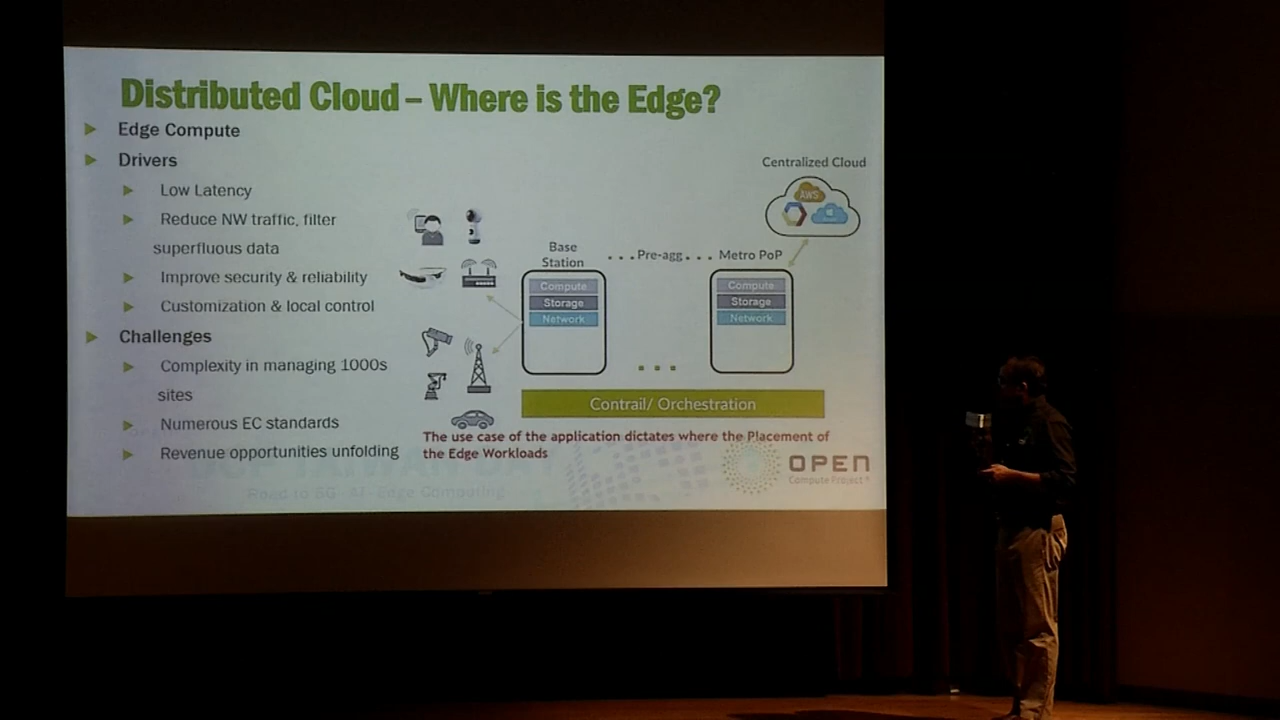 Distributed Cloud – Where is the Edge?
Edge Compute
Drivers
Low Latency
Reduce NW traffic, filter
superfluous data
Improve security & reliability
Customization & local control
Challenges
Complexity in managing 1000s
sites
Numerous EC standards
Revenue opportunities unfolding
Centralized Cloud
AWS
Base
Station
...Pre-agg...
Metro PoP
Compute
Storage
Network
Compute
Storage
Network
...
Contrail/ Orchestration
The use case of the application dictates where the Placement of
the Edge Workloads
OPEN
Compute Project®
Road to 5G AI Edge Computing